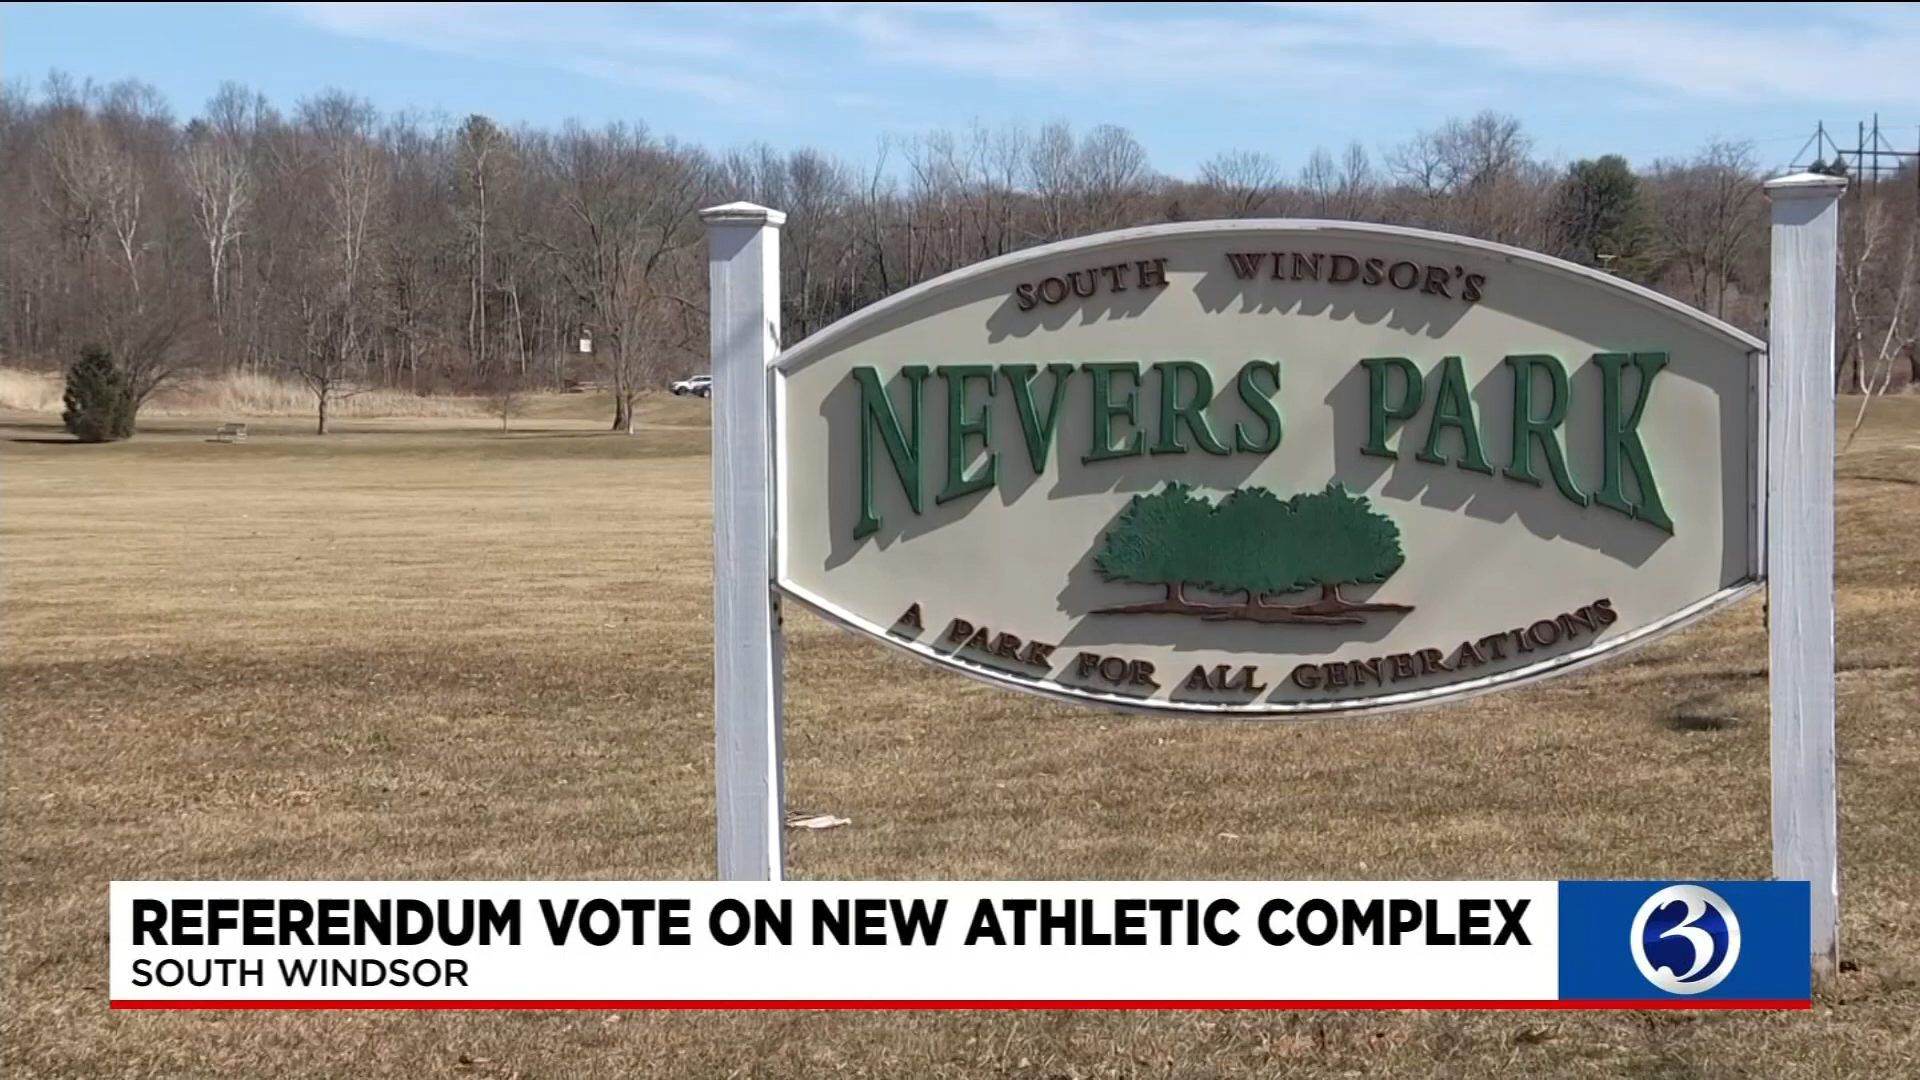 SOUTH WINDSOR'S
NEVERS PARK
A PARK FOR ALL GENERATIONS
REFERENDUM VOTE ON NEW ATHLETIC COMPLEX
SOUTH WINDSOR
3